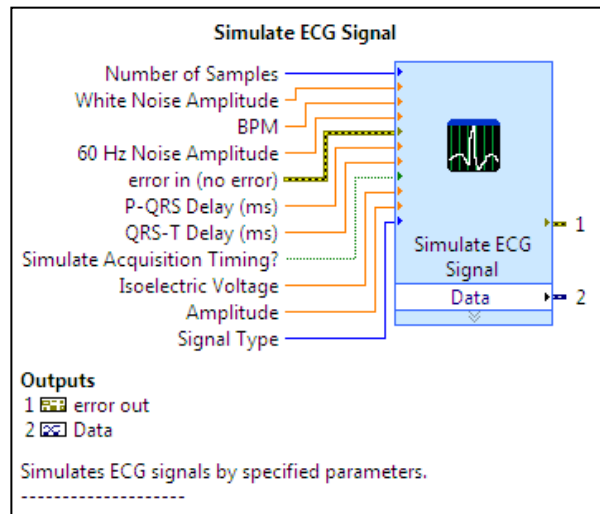 Simulate ECG Signal
Number of Samples
White Noise Amplitude
BPM
60 Hz Noise Amplitude
error in (no error)
P-QRS Delay (ms)
QRS-T Delay (ms)
Simulate Acquisition Timing?
Isoelectric Voltage
Amplitude
Signal Type
Simulate ECG
Signal
Data
1
2
Outputs
1 error out
2 Data
Simulates ECG signals by specified parameters.
--------------------